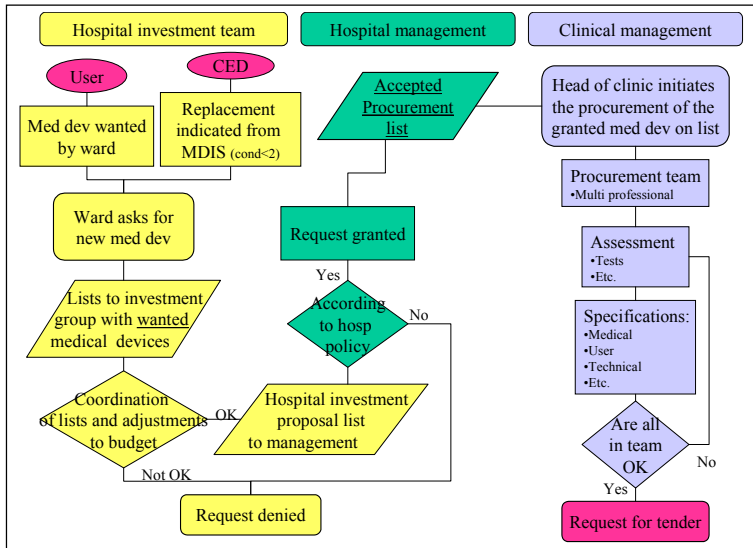 Hospital investment team
Hospital management
Clinical management
User
CED
Med dev wanted
by ward
Replacement
indicated from
MDIS (cond<2)
Ward asks for
new med dev
Lists to investment
group with wanted
medical devices
Coordination
of lists and adjustments
to budget
OK
Not OK
Hospital investment
proposal list
to management
Request denied
According
to hosp
policy
No
Yes
Request granted
Accepted
Procurement
list
Head of clinic initiates
the procurement of the
granted med dev on list
Procurement team
•Multi professional
Assessment
•Tests
•Etc.
Specifications:
•Medical
•User
•Technical
•Etc.
Are all
in team
OK
No
Yes
Request for tender